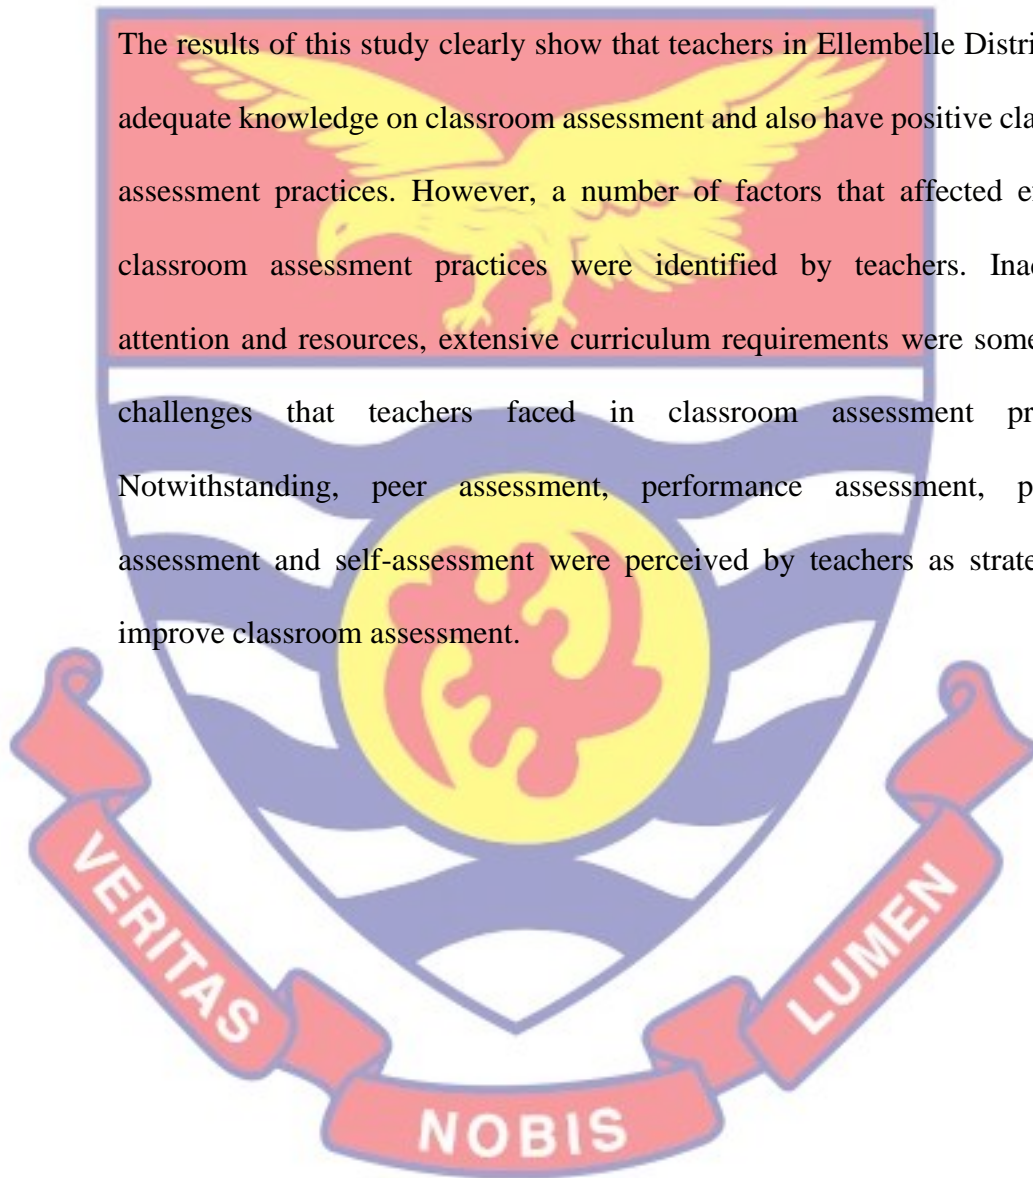 The results of this study clearly show that teachers in Ellembelle Distri
adequate knowledge on classroom assessment and also have positive cla
assessment practices. However, a number of factors that affected e
classroom assessment practices were identified by teachers. Ina
attention and resources, extensive curriculum requirements were some
challenges that teachers faced in classroom assessment pr
Notwithstanding, peer assessment, performance assessment, p
assessment and self-assessment were perceived by teachers as strate
improve classroom assessment.
VERITAS
NOBIS
LUMEN